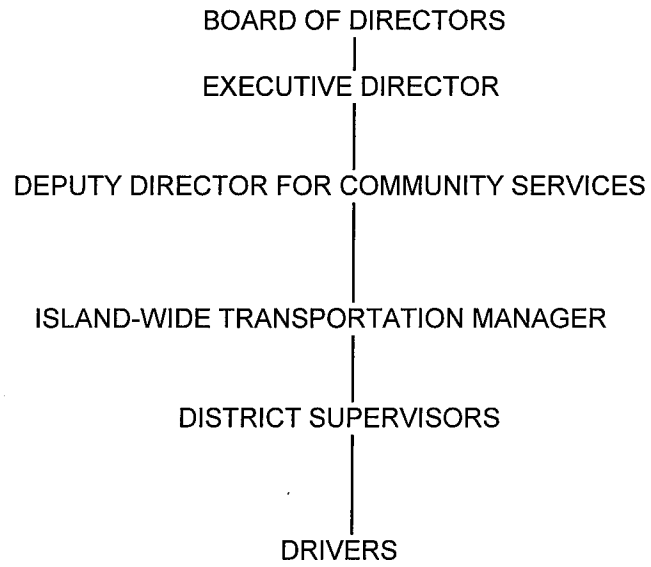 BOARD OF DIRECTORS
EXECUTIVE DIRECTOR
DEPUTY DIRECTOR FOR COMMUNITY SERVICES
ISLAND-WIDE TRANSPORTATION MANAGER
DISTRICT SUPERVISORS
DRIVERS